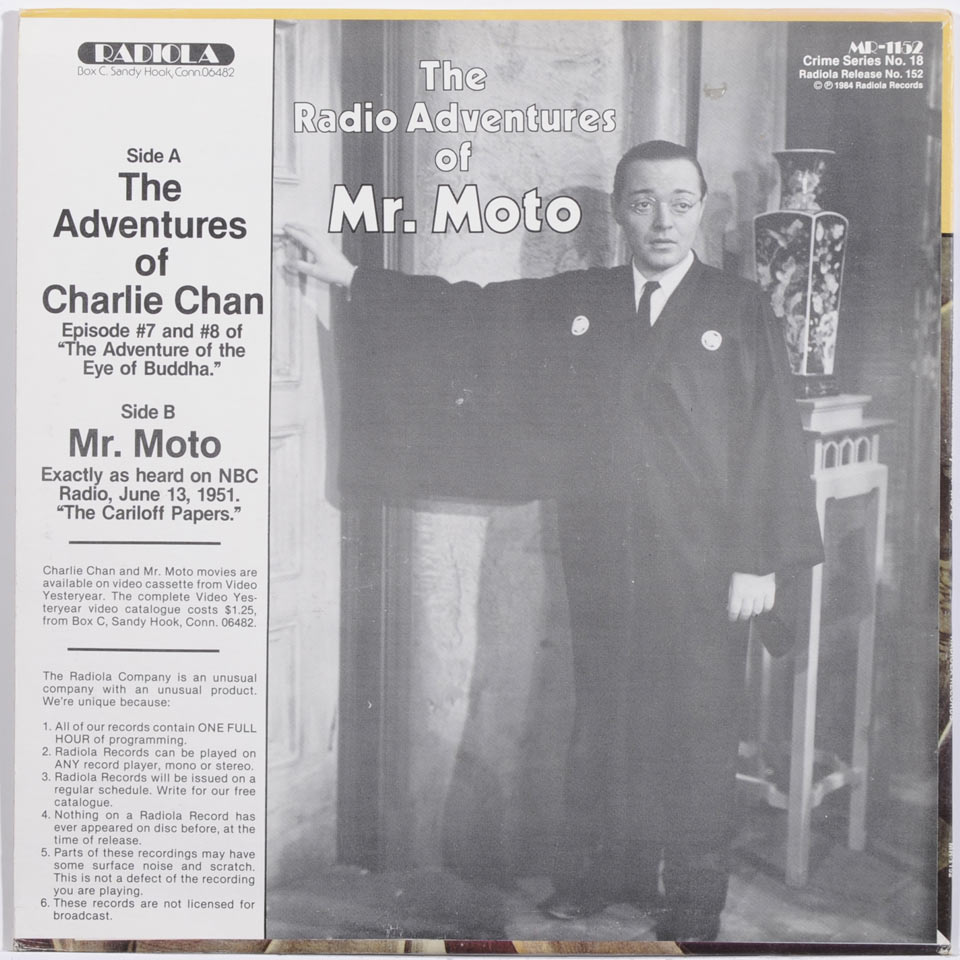 RADIOLA
Box C. Sandy Hook, Conn. 06482
Side A
The
Adventures
of
Charlie Chan
Episode #7 and #8 of
“The Adventure of the
Eye of Buddha.”
Side B
Mr. Moto
Exactly as heard on NBC
Radio, June 13, 1951.
“The Cariloff Papers.”
Charlie Chan and Mr. Moto movies are
available on video cassette from Video
Yesteryear. The complete Video Yes-
teryear video catalogue costs $1.25,
from Box C, Sandy Hook, Conn. 06482.
The Radiola Company is an unusual
company with an unusual product.
We’re unique because:
1. All of our records contain ONE FULL
HOUR of programming.
2. Radiola Records can be played on
ANY record player, mono or stereo.
3. Radiola Records will be issued on a
regular schedule. Write for our free
catalogue.
4. Nothing on a Radiola Record has
ever appeared on disc before, at the
time of release.
5. Parts of these recordings may have
some surface noise and scratch.
This is not a defect of the recording
you are playing.
6. These records are not licensed for
broadcast.
The
Radio Adventures
of
Mr. Moto
MR-1152
Crime Series No. 18
Radiola Release No. 152
© ℗ 1984 Radiola Records